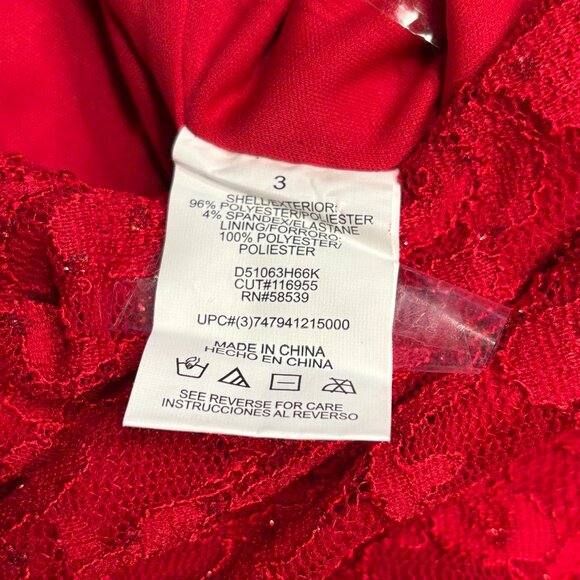 3
SHELL/EXTERIOR:
96% POLYESTER/POLIESTER
4% SPANDEX/ELASTANE
LINING/FORRORO:
100% POLYESTER/
POLIESTER
D51063H66K
CUT#116955
RN#58539
UPC#(3)747941215000
MADE IN CHINA
HECHO EN CHINA
SEE REVERSE FOR CARE
INSTRUCCIONES AL REVERSO